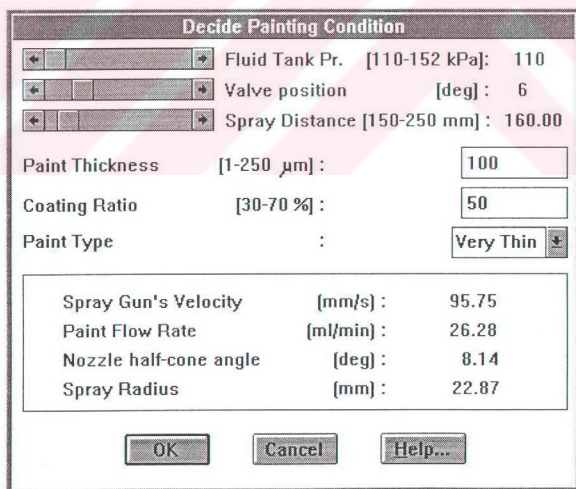 Decide Painting Condition
Fluid Tank Pr. [110-152 kPa]: 110
Valve position [deg] : 6
Spray Distance [150-250 mm] : 160.00
Paint Thickness [1-250 µm] : 100
Coating Ratio [30-70 %] : 50
Paint Type : Very Thin
Spray Gun's Velocity [mm/s] : 95.75
Paint Flow Rate [ml/min] : 26.28
Nozzle half-cone angle [deg] : 8.14
Spray Radius [mm] : 22.87
OK Cancel Help...